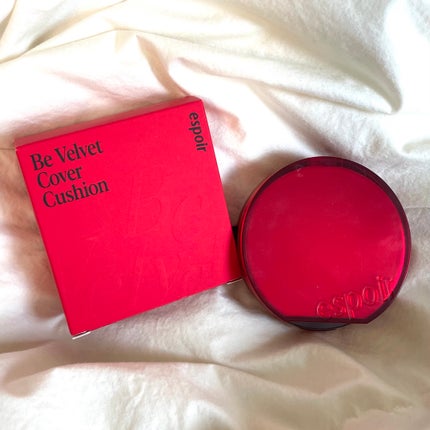 Be Velvet
Cover
Cushion
espoir
espoir